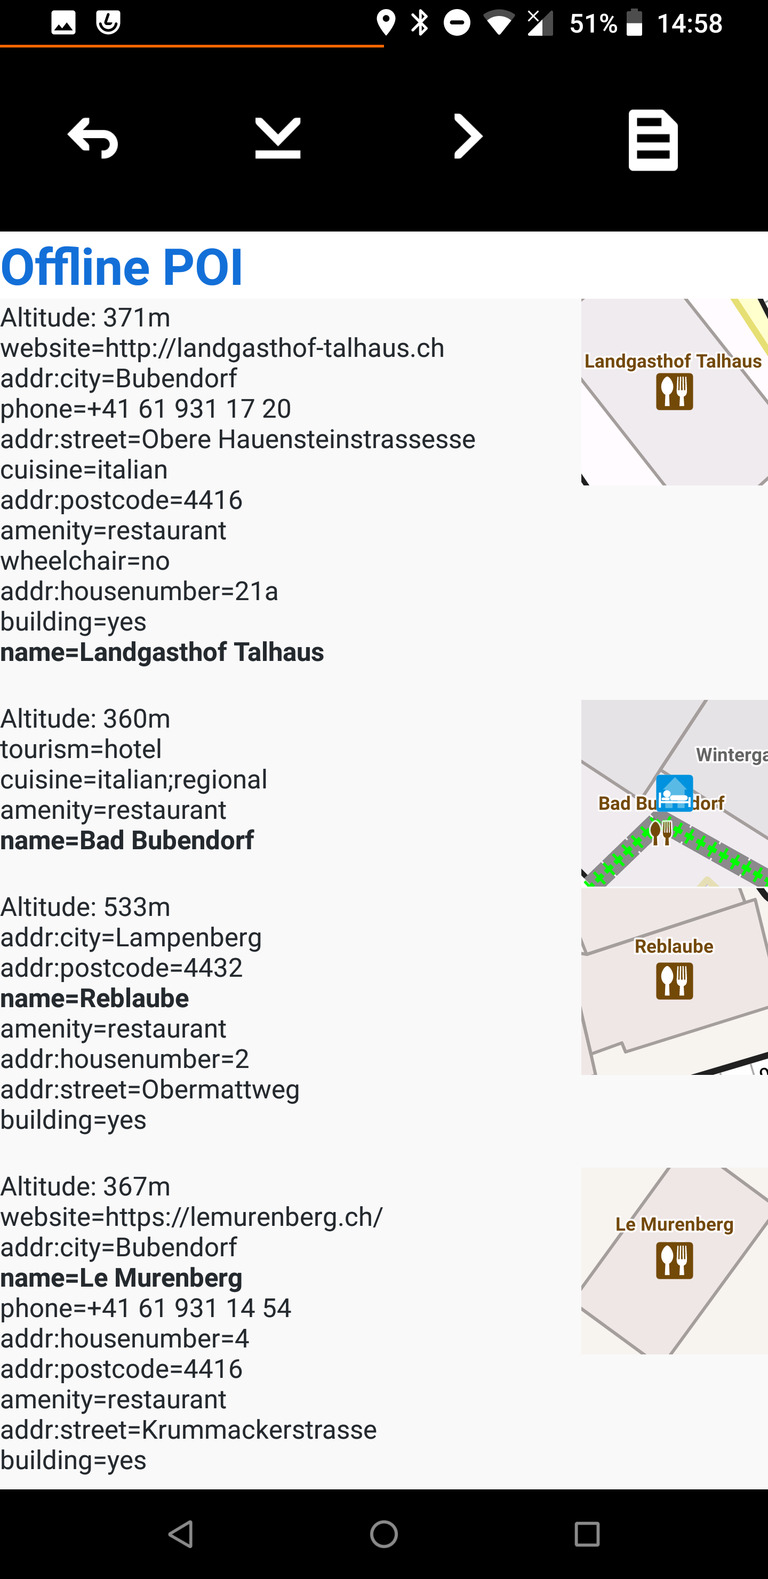 51% 14:58
Offline POI
Altitude: 371m
website=http://landgasthof-talhaus.ch
addr:city=Bubendorf
phone=+41 61 931 17 20
addr:street=Obere Hauensteinstrassesse
cuisine=italian
addr:postcode=4416
amenity=restaurant
wheelchair=no
addr:housenumber=21a
building=yes
name=Landgasthof Talhaus
Landgasthof Talhaus
Altitude: 360m
tourism=hotel
cuisine=italian;regional
amenity=restaurant
name=Bad Bubendorf
Winterga
Bad Bu dorf
Altitude: 533m
addr:city=Lampenberg
addr:postcode=4432
name=Reblaube
amenity=restaurant
addr:housenumber=2
addr:street=Obermattweg
building=yes
Reblaube
Altitude: 367m
website=https://lemurenberg.ch/
addr:city=Bubendorf
name=Le Murenberg
phone=+41 61 931 14 54
addr:housenumber=4
addr:postcode=4416
amenity=restaurant
addr:street=Krummackerstrasse
building=yes
Le Murenberg